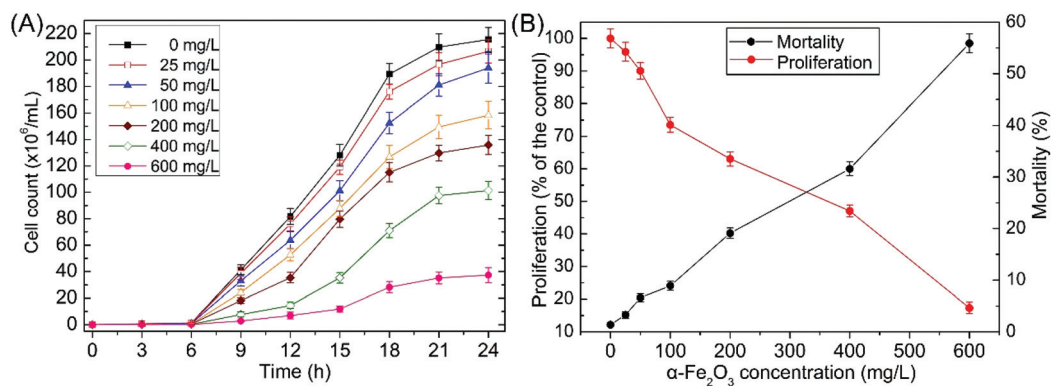 (A)
0 mg/L
25 mg/L
50 mg/L
100 mg/L
200 mg/L
400 mg/L
600 mg/L
Cell count (x10⁶/mL)
220
200
180
160
140
120
100
80
60
40
20
0
0 3 6 9 12 15 18 21 24
Time (h)
(B)
Mortality
Proliferation
Proliferation (% of the control)
100
90
80
70
60
50
40
30
20
10
60
50
40
30
20
10
0
Mortality (%)
0 100 200 300 400 500 600
α-Fe₂O₃ concentration (mg/L)